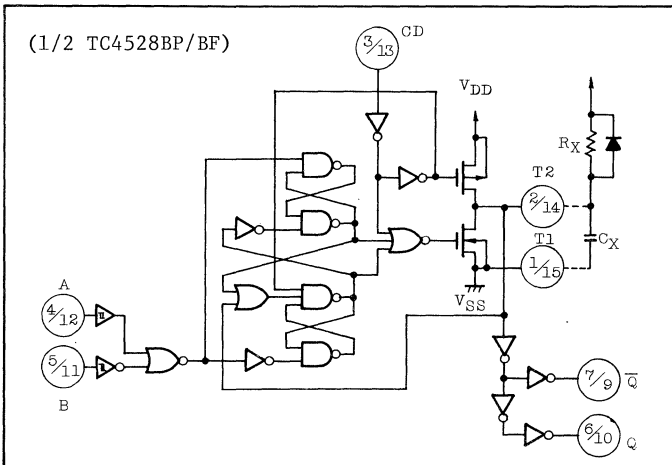 (1/2 TC4528BP/BF)
3/13 CD
VDD
RX
T2
2/14
T1
CX
1/15
VSS
A
4/12
5/11
B
7/9 Q̅
6/10 Q